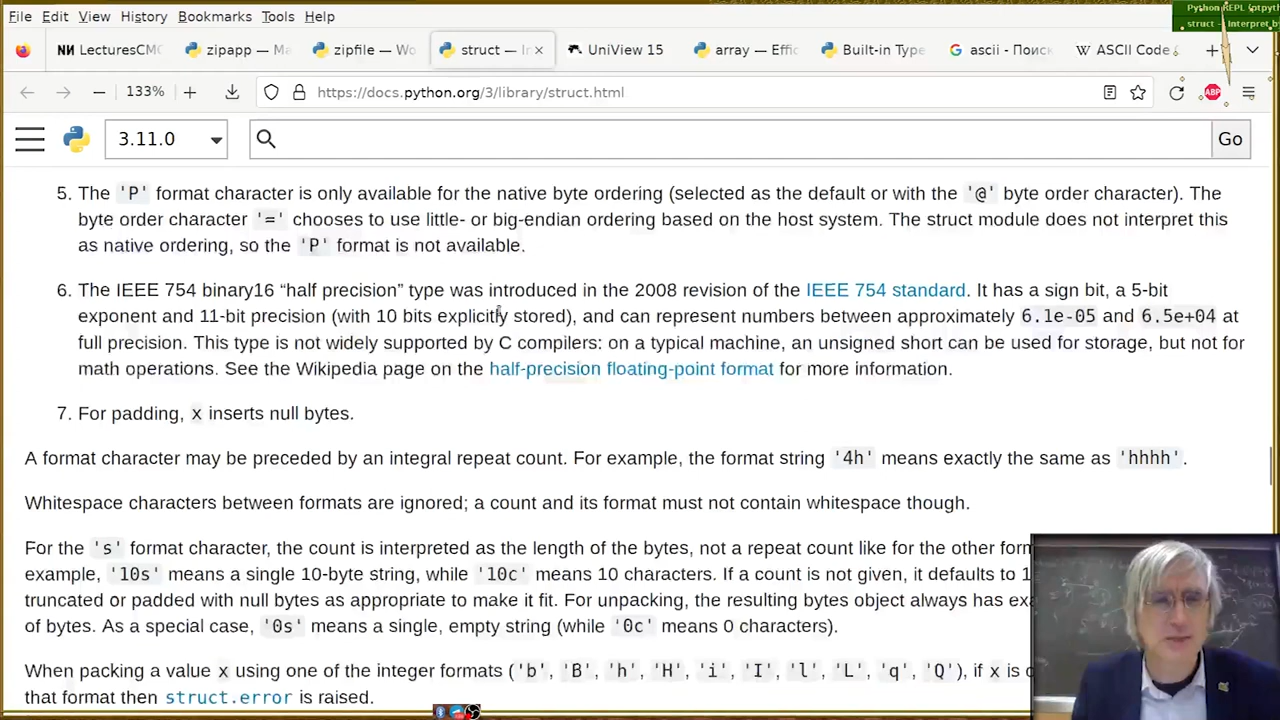 File Edit View History Bookmarks Tools Help
Python REPL (ptpyth
struct — Interpret by
LecturesCMC
zipapp — Ma
zipfile — Wo
struct — In
UniView 15
array — Effic
Built-in Type
ascii - Поиск
ASCII Code
133%
https://docs.python.org/3/library/struct.html
ABP
3.11.0
Go
5. The 'P' format character is only available for the native byte ordering (selected as the default or with the '@' byte order character). The
byte order character '=' chooses to use little- or big-endian ordering based on the host system. The struct module does not interpret this
as native ordering, so the 'P' format is not available.
6. The IEEE 754 binary16 “half precision” type was introduced in the 2008 revision of the IEEE 754 standard. It has a sign bit, a 5-bit
exponent and 11-bit precision (with 10 bits explicitly stored), and can represent numbers between approximately 6.1e-05 and 6.5e+04 at
full precision. This type is not widely supported by C compilers: on a typical machine, an unsigned short can be used for storage, but not for
math operations. See the Wikipedia page on the half-precision floating-point format for more information.
7. For padding, x inserts null bytes.
A format character may be preceded by an integral repeat count. For example, the format string '4h' means exactly the same as 'hhhh'.
Whitespace characters between formats are ignored; a count and its format must not contain whitespace though.
For the 's' format character, the count is interpreted as the length of the bytes, not a repeat count like for the other for
example, '10s' means a single 10-byte string, while '10c' means 10 characters. If a count is not given, it defaults to 1
truncated or padded with null bytes as appropriate to make it fit. For unpacking, the resulting bytes object always has exa
of bytes. As a special case, '0s' means a single, empty string (while '0c' means 0 characters).
When packing a value x using one of the integer formats ('b', 'B', 'h', 'H', 'i', 'I', 'l', 'L', 'q', 'Q'), if x is o
that format then struct.error is raised.